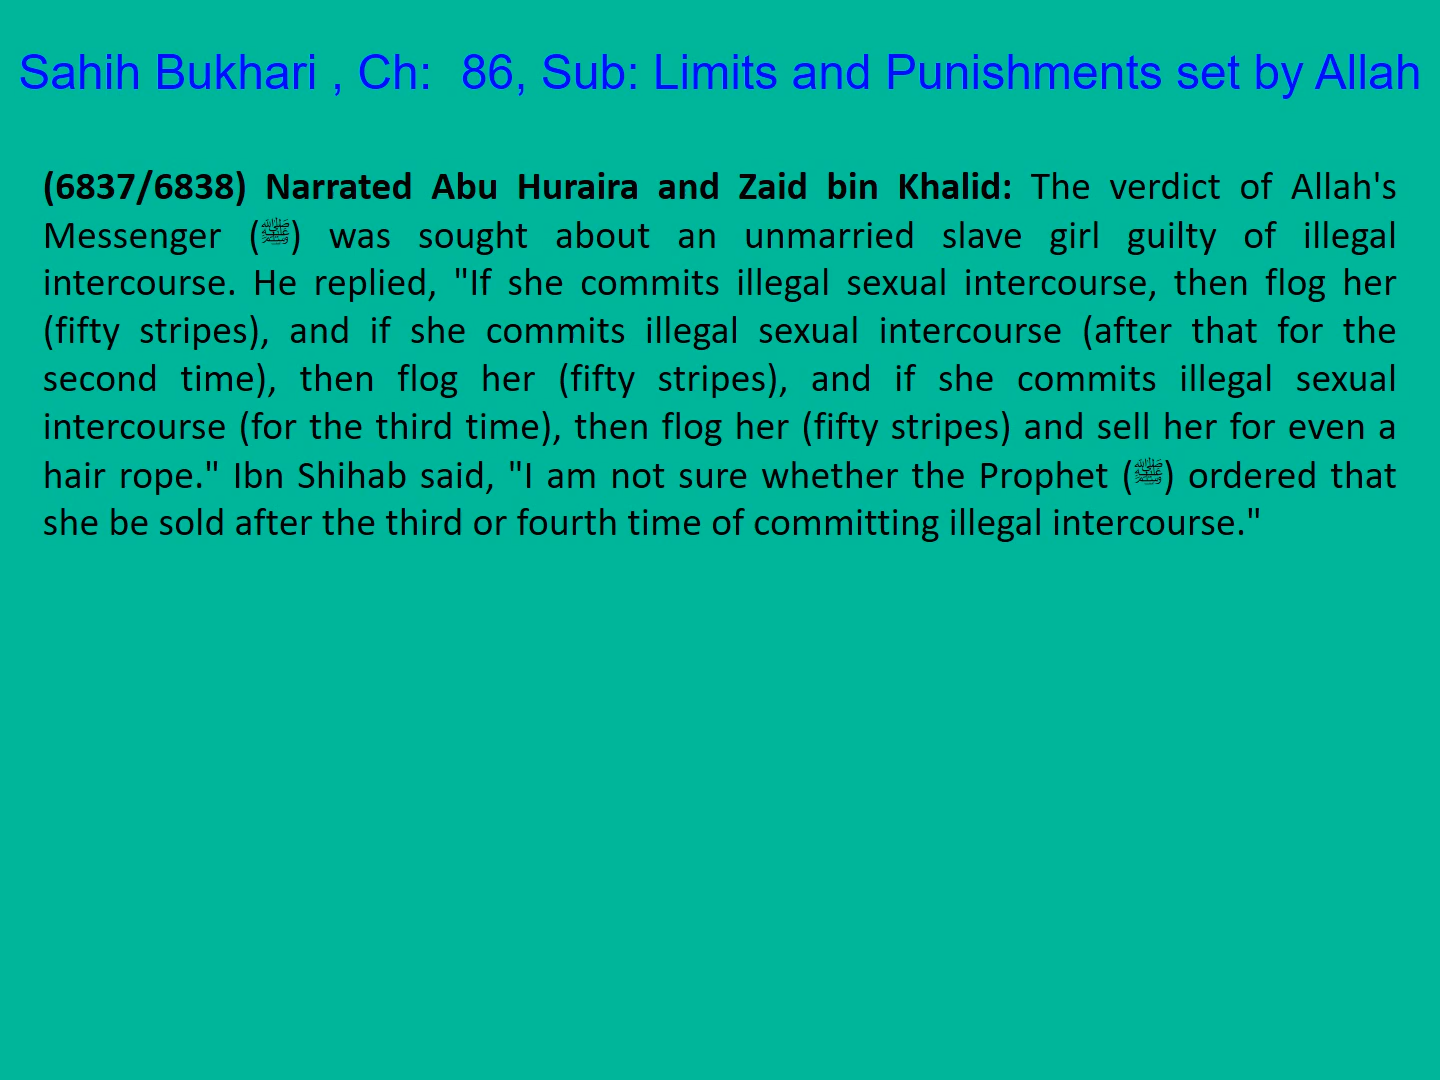 Sahih Bukhari , Ch:  86, Sub: Limits and Punishments set by Allah
(6837/6838) Narrated Abu Huraira and Zaid bin Khalid: The verdict of Allah's
Messenger (ﷺ) was sought about an unmarried slave girl guilty of illegal
intercourse. He replied, "If she commits illegal sexual intercourse, then flog her
(fifty stripes), and if she commits illegal sexual intercourse (after that for the
second time), then flog her (fifty stripes), and if she commits illegal sexual
intercourse (for the third time), then flog her (fifty stripes) and sell her for even a
hair rope." Ibn Shihab said, "I am not sure whether the Prophet (ﷺ) ordered that
she be sold after the third or fourth time of committing illegal intercourse."